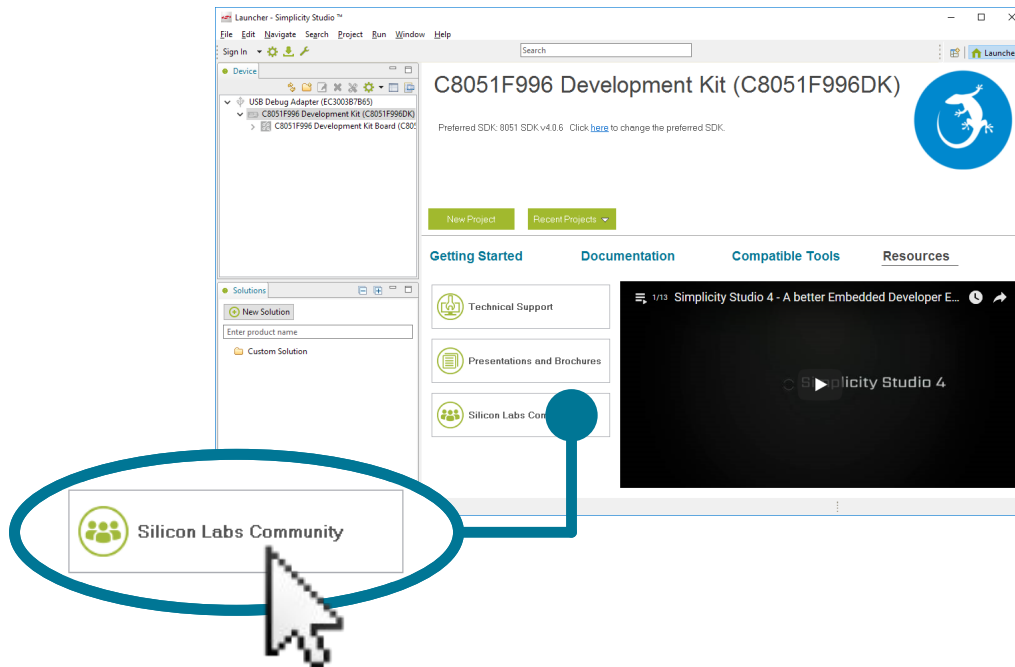 Launcher - Simplicity Studio ™
File Edit Navigate Search Project Run Window Help
Sign In
Search
Launche
Device
USB Debug Adapter (EC3003B7B65)
C8051F996 Development Kit (C8051F996DK)
C8051F996 Development Kit Board (C805
C8051F996 Development Kit (C8051F996DK)
Preferred SDK: 8051 SDK v4.0.6 Click here to change the preferred SDK.
New Project
Recent Projects
Getting Started Documentation Compatible Tools Resources
Solutions
New Solution
Enter product name
Custom Solution
Technical Support
Presentations and Brochures
Silicon Labs Com
1/13 Simplicity Studio 4 - A better Embedded Developer E...
Simplicity Studio 4
Silicon Labs Community